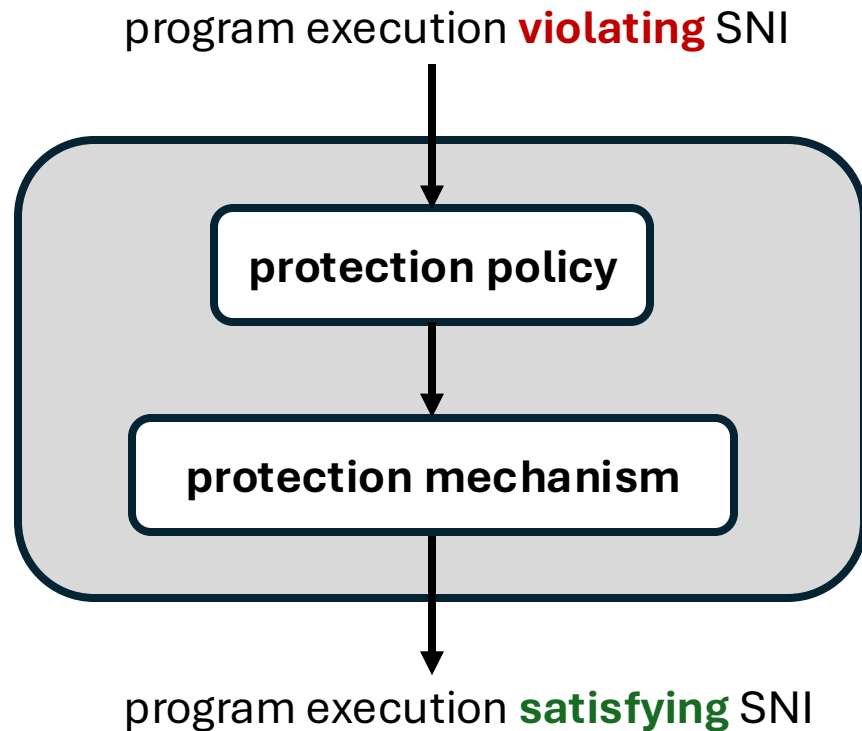 program execution violating SNI
protection policy
protection mechanism
program execution satisfying SNI